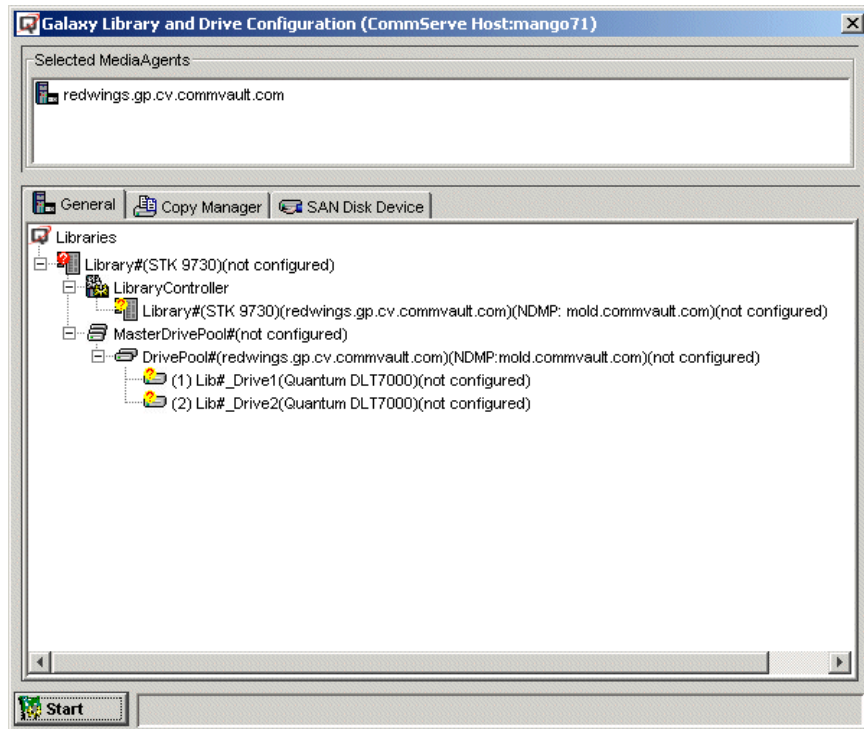 Galaxy Library and Drive Configuration (CommServe Host:mango71)
Selected MediaAgents
redwings.gp.cv.commvault.com
General Copy Manager SAN Disk Device
Libraries
Library#(STK 9730)(not configured)
LibraryController
Library#(STK 9730)(redwings.gp.cv.commvault.com)(NDMP: mold.commvault.com)(not configured)
MasterDrivePool#(not configured)
DrivePool#(redwings.gp.cv.commvault.com)(NDMP:mold.commvault.com)(not configured)
(1) Lib#_Drive1(Quantum DLT7000)(not configured)
(2) Lib#_Drive2(Quantum DLT7000)(not configured)
Start